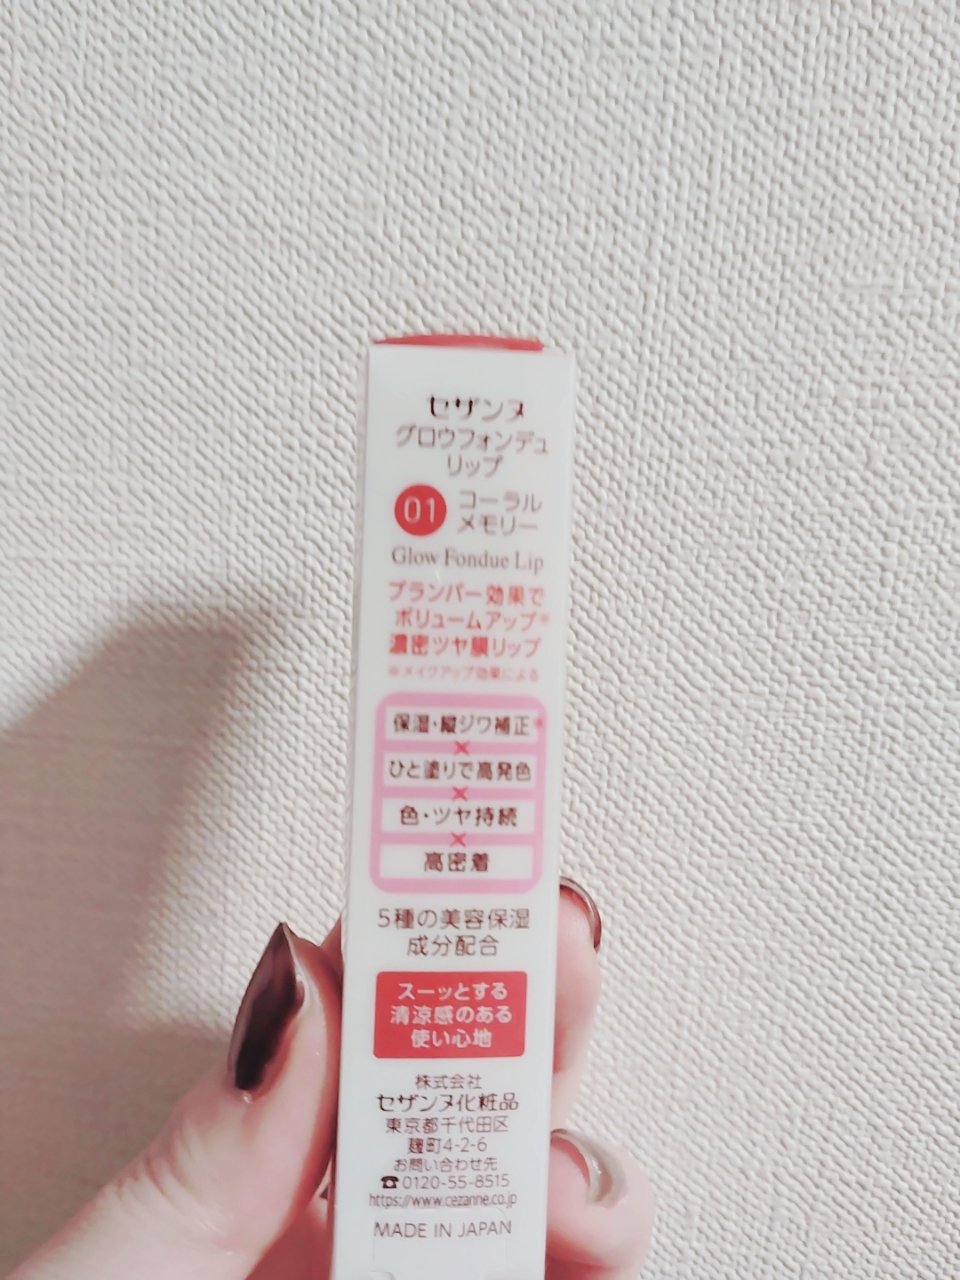 セザンヌ
グロウフォンデュ
リップ
01 コーラル
メモリー
Glow Fondue Lip
プランパー効果で
ボリュームアップ※
濃密ツヤ膜リップ
※メイクアップ効果による
保湿・縦ジワ補正※
×
ひと塗りで高発色
×
色・ツヤ持続
×
高密着
5種の美容保湿
成分配合
スーッとする
清涼感のある
使い心地
株式会社
セザンヌ化粧品
東京都千代田区
麹町4-2-6
お問い合わせ先
☎0120-55-8515
https://www.cezanne.co.jp
MADE IN JAPAN